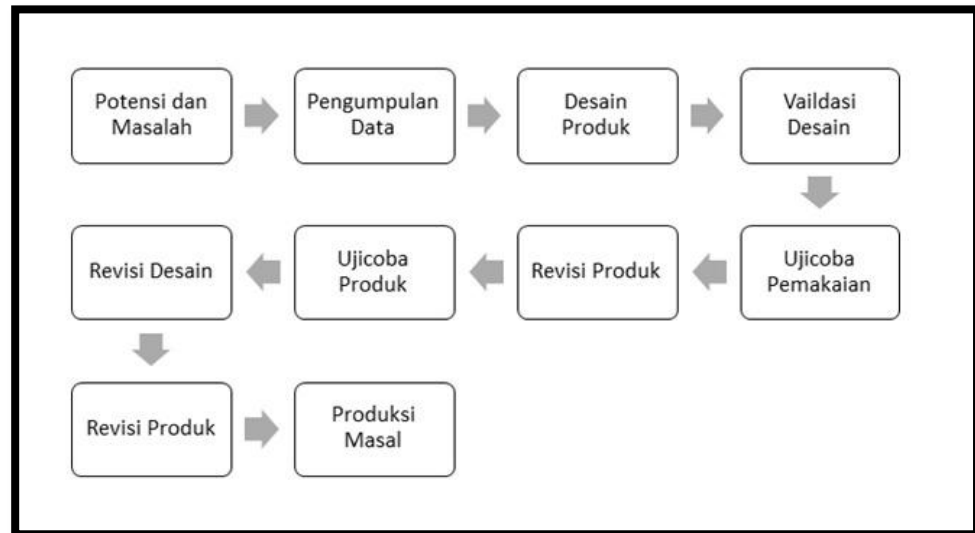 Potensi dan
Masalah
Pengumpulan
Data
Desain
Produk
Vaildasi
Desain
Ujicoba
Pemakaian
Revisi Produk
Ujicoba
Produk
Revisi Desain
Revisi Produk
Produksi
Masal